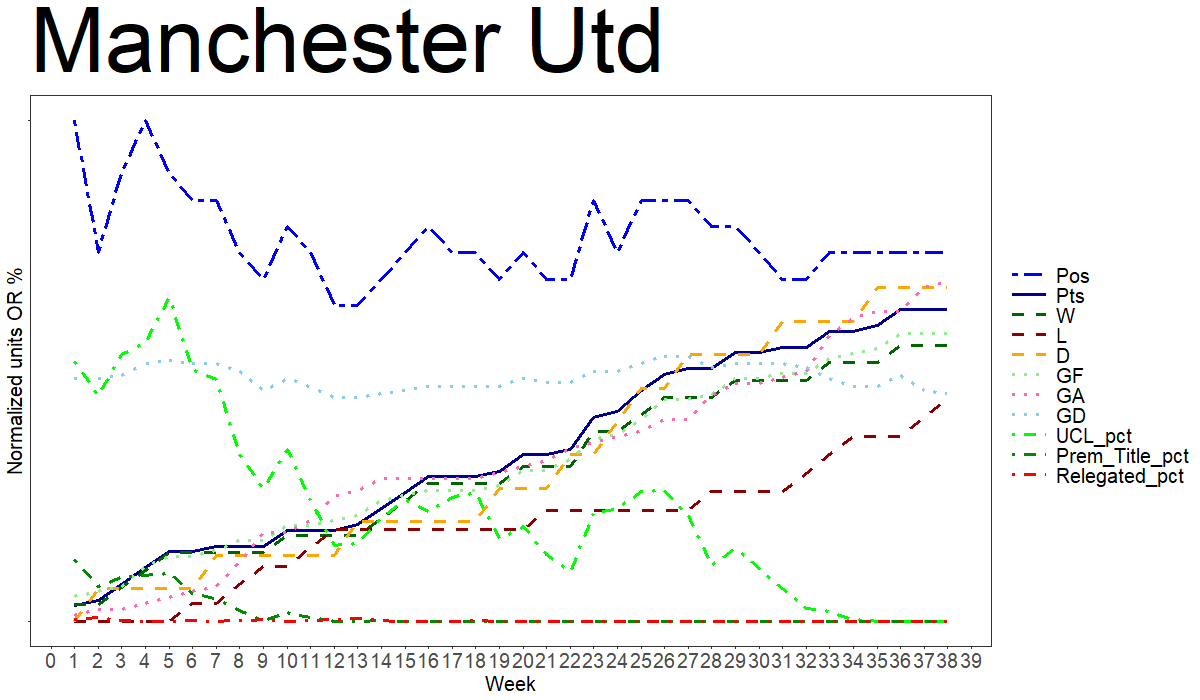 Manchester Utd
Normalized units OR %
Pos
Pts
W
L
D
GF
GA
GD
UCL_pct
Prem_Title_pct
Relegated_pct
0 1 2 3 4 5 6 7 8 9 10 11 12 13 14 15 16 17 18 19 20 21 22 23 24 25 26 27 28 29 30 31 32 33 34 35 36 37 38 39
Week